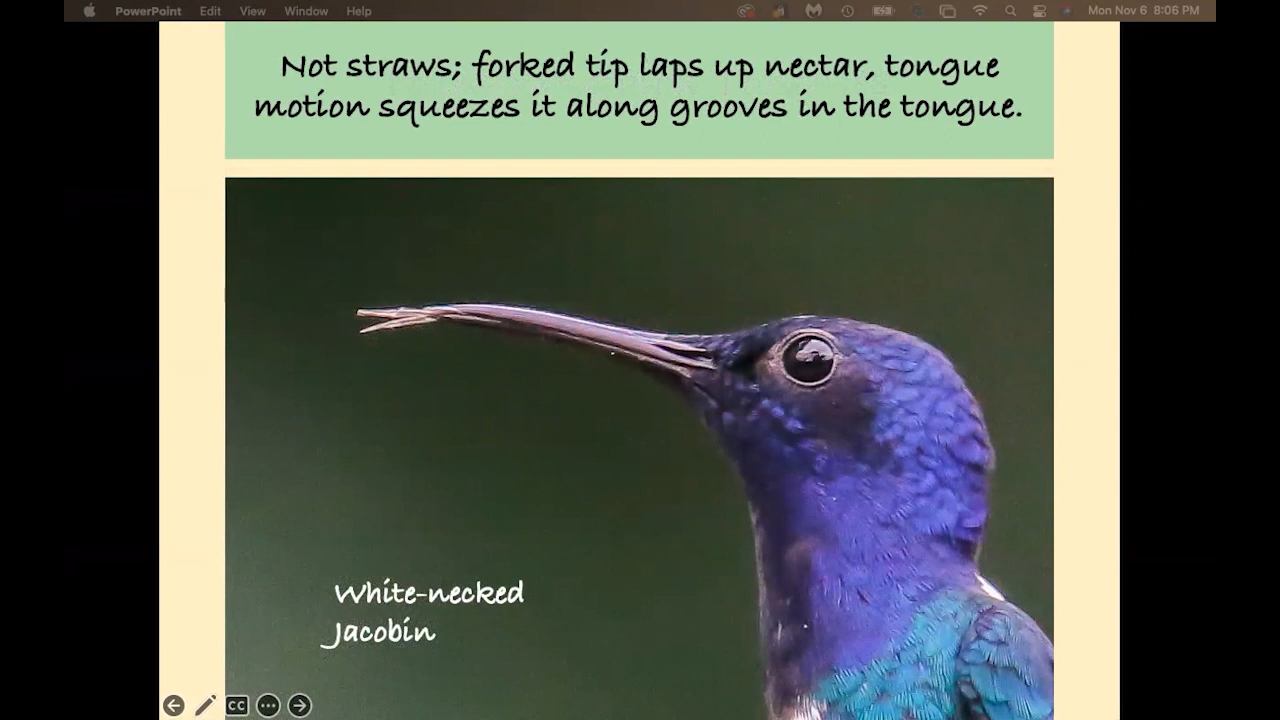 PowerPoint Edit View Window Help Mon Nov 6 8:06 PM
Not straws; forked tip laps up nectar, tongue
motion squeezes it along grooves in the tongue.
White-necked
Jacobin
CC